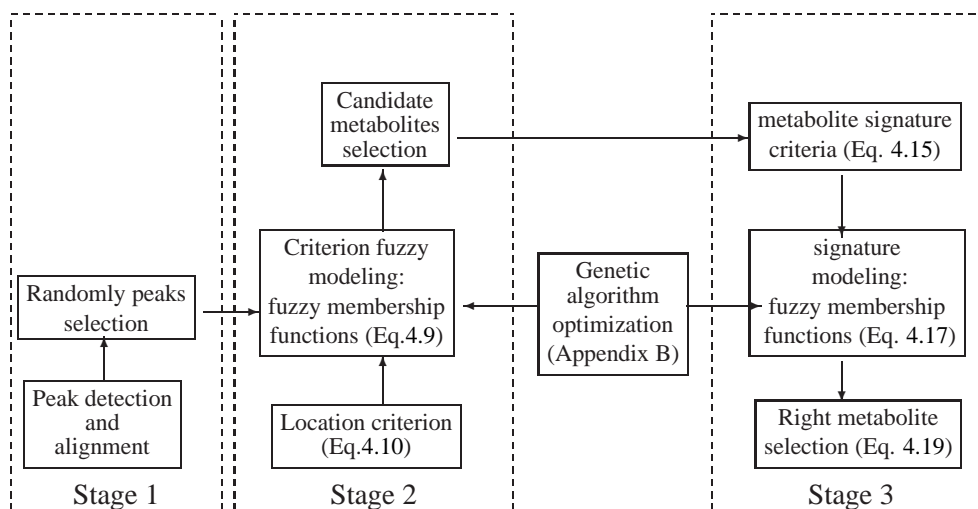 Peak detection
and
alignment
Randomly peaks
selection
Stage 1
Candidate
metabolites
selection
Criterion fuzzy
modeling:
fuzzy membership
functions (Eq.4.9)
Location criterion
(Eq.4.10)
Stage 2
Genetic
algorithm
optimization
(Appendix B)
metabolite signature
criteria (Eq. 4.15)
signature
modeling:
fuzzy membership
functions (Eq. 4.17)
Right metabolite
selection (Eq. 4.19)
Stage 3